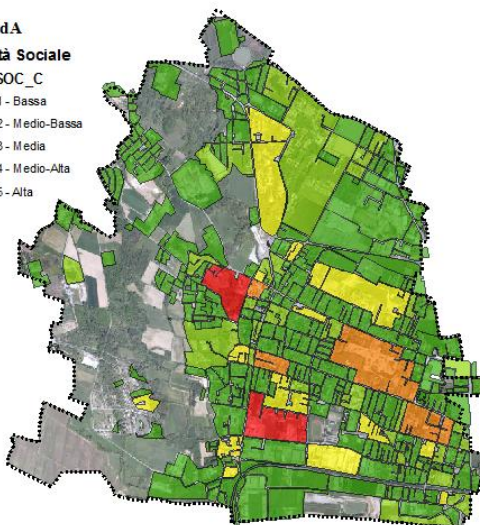 dA
tà Sociale
SOC_C
1 - Bassa
2 - Medio-Bassa
3 - Media
4 - Medio-Alta
5 - Alta